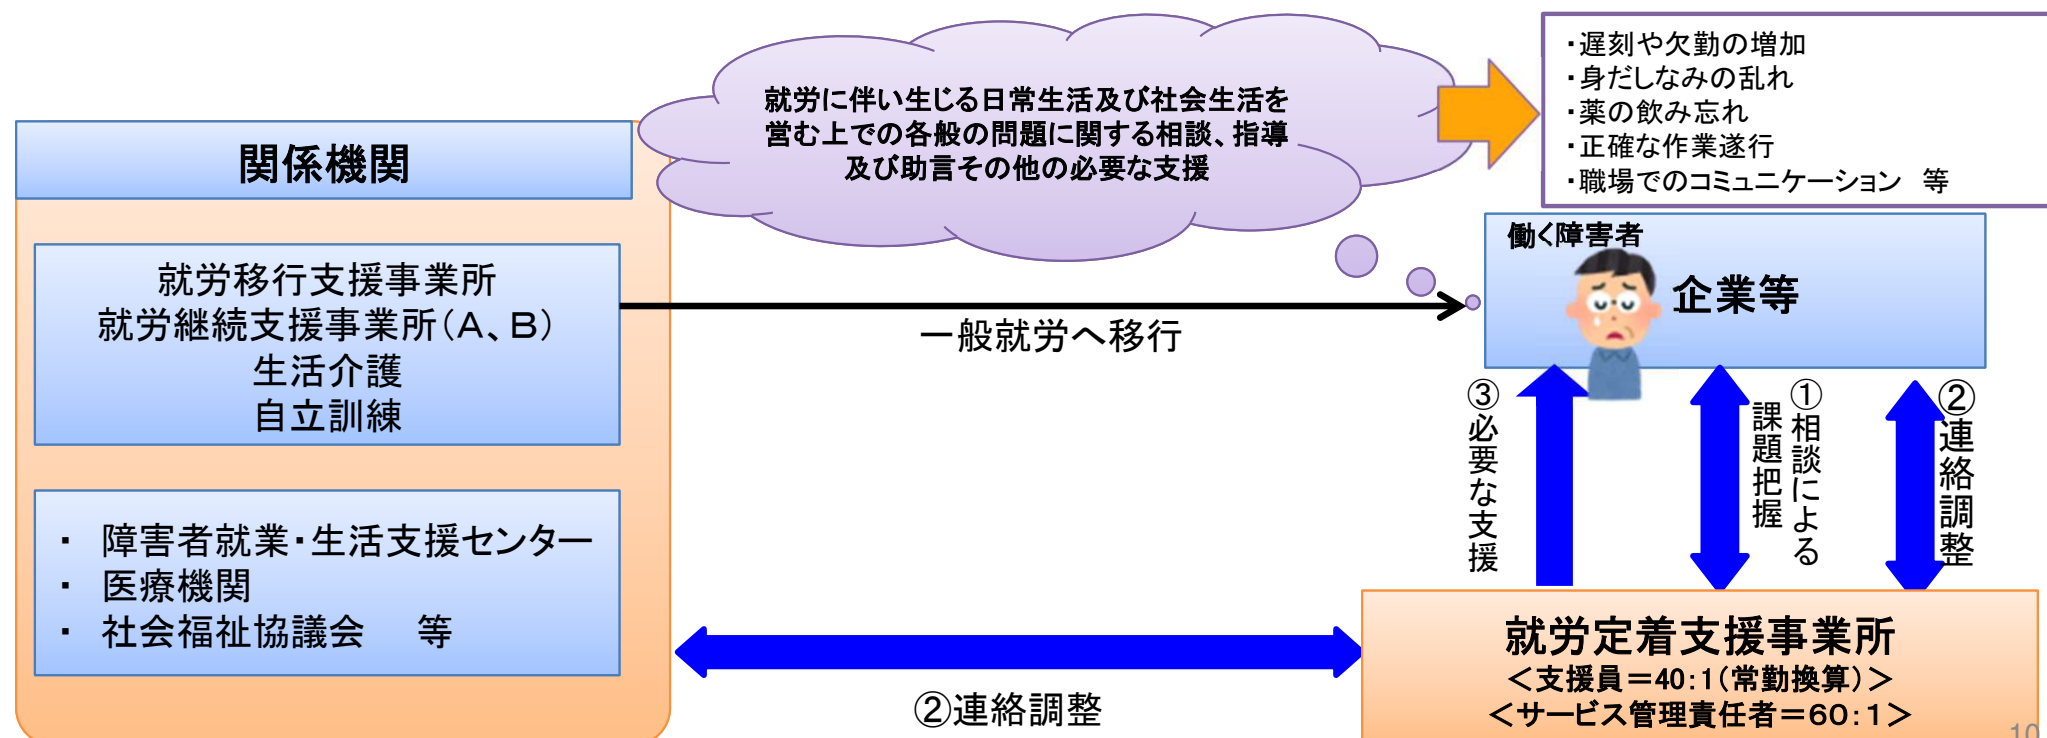 就労に伴い生じる日常生活及び社会生活を
営む上での各般の問題に関する相談、指導
及び助言その他の必要な支援
・遅刻や欠勤の増加
・身だしなみの乱れ
・薬の飲み忘れ
・正確な作業遂行
・職場でのコミュニケーション 等
関係機関
就労移行支援事業所
就労継続支援事業所（A、B）
生活介護
自立訓練
・ 障害者就業・生活支援センター
・ 医療機関
・ 社会福祉協議会 等
一般就労へ移行
働く障害者
企業等
③必要な支援
①相談による
課題把握
②連絡調整
②連絡調整
就労定着支援事業所
＜支援員＝40：1（常勤換算）＞
＜サービス管理責任者＝60：1＞
10